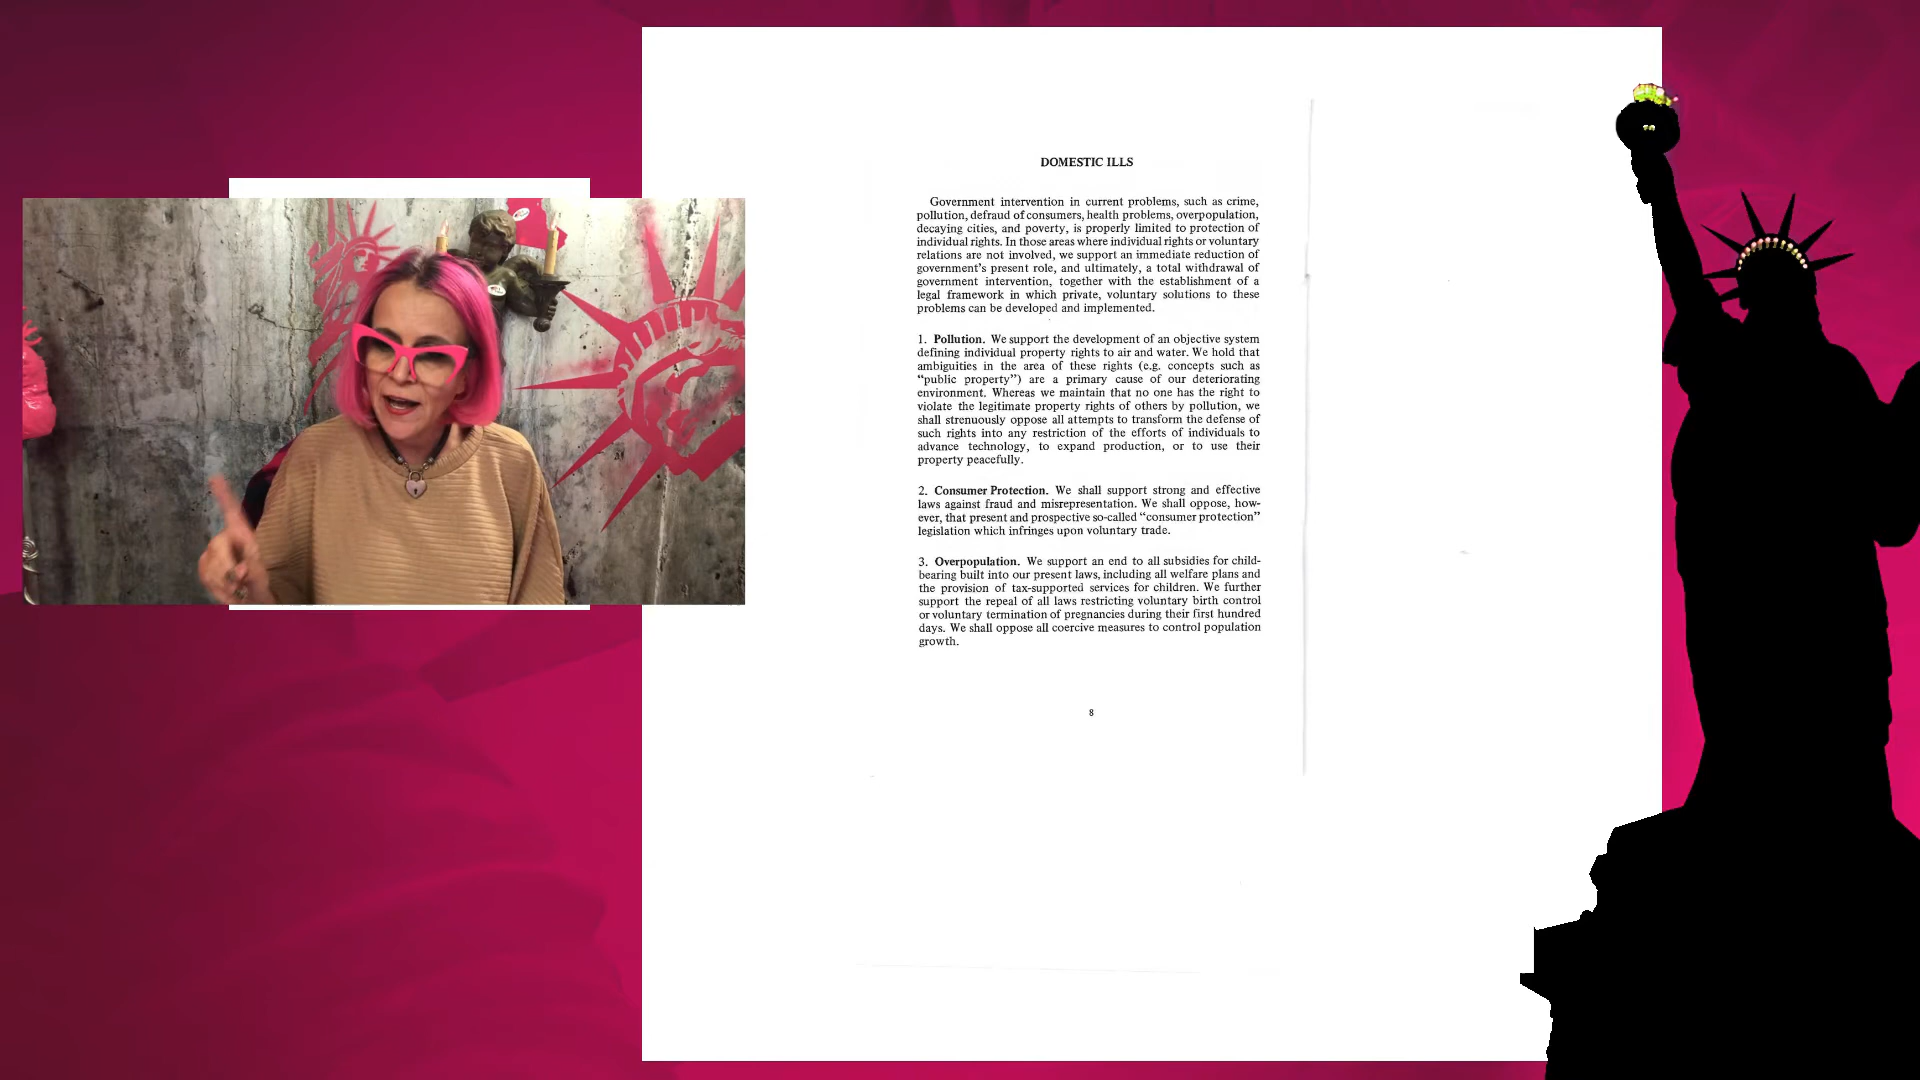 DOMESTIC ILLS
Government intervention in current problems, such as crime,
pollution, defraud of consumers, health problems, overpopulation,
decaying cities, and poverty, is properly limited to protection of
individual rights. In those areas where individual rights or voluntary
relations are not involved, we support an immediate reduction of
government's present role, and ultimately, a total withdrawal of
government intervention, together with the establishment of a
legal framework in which private, voluntary solutions to these
problems can be developed and implemented.
1. Pollution. We support the development of an objective system
defining individual property rights to air and water. We hold that
ambiguities in the area of these rights (e.g. concepts such as
“public property”) are a primary cause of our deteriorating
environment. Whereas we maintain that no one has the right to
violate the legitimate property rights of others by pollution, we
shall strenuously oppose all attempts to transform the defense of
such rights into any restriction of the efforts of individuals to
advance technology, to expand production, or to use their
property peacefully.
2. Consumer Protection. We shall support strong and effective
laws against fraud and misrepresentation. We shall oppose, how-
ever, that present and prospective so-called “consumer protection”
legislation which infringes upon voluntary trade.
3. Overpopulation. We support an end to all subsidies for child-
bearing built into our present laws, including all welfare plans and
the provision of tax-supported services for children. We further
support the repeal of all laws restricting voluntary birth control
or voluntary termination of pregnancies during their first hundred
days. We shall oppose all coercive measures to control population
growth.
8